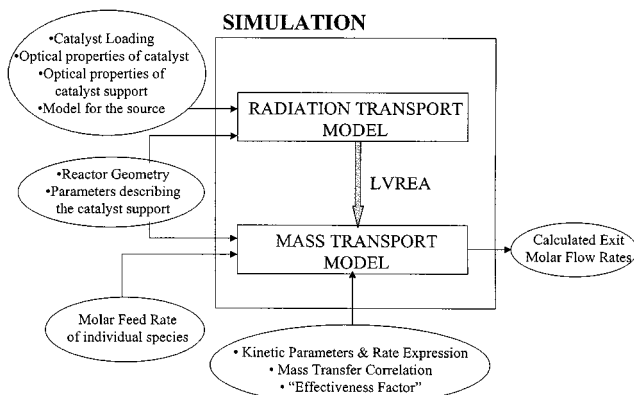 SIMULATION
•Catalyst Loading
•Optical properties of catalyst
•Optical properties of
catalyst support
•Model for the source
RADIATION TRANSPORT
MODEL
LVREA
•Reactor Geometry
•Parameters describing
the catalyst support
MASS TRANSPORT
MODEL
Calculated Exit
Molar Flow Rates
Molar Feed Rate
of individual species
• Kinetic Parameters & Rate Expression
• Mass Transfer Correlation
• "Effectiveness Factor"